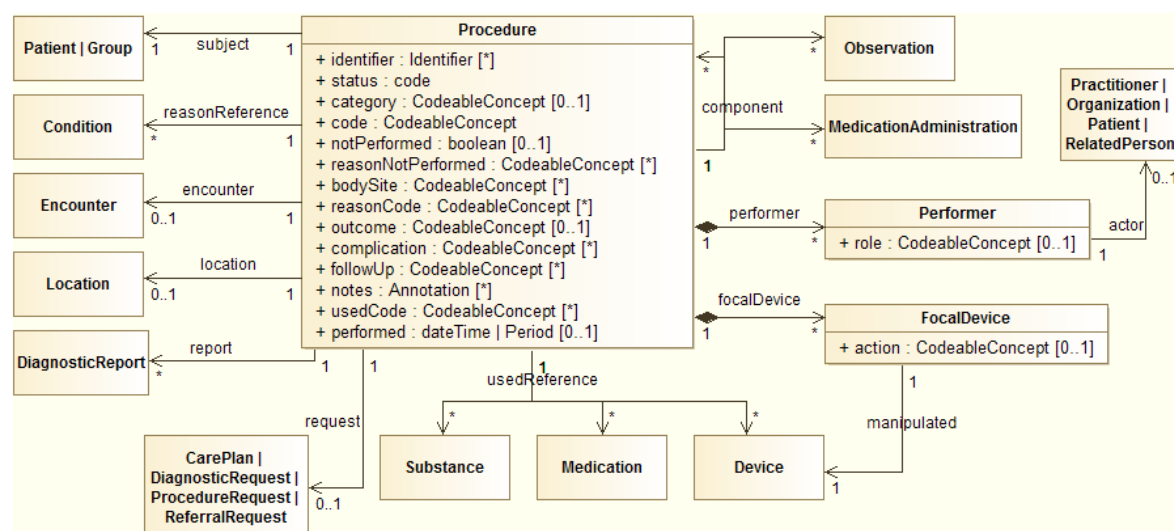 Procedure
+ identifier : Identifier [*]
+ status : code
+ category : CodeableConcept [0..1]
+ code : CodeableConcept
+ notPerformed : boolean [0..1]
+ reasonNotPerformed : CodeableConcept [*]
+ bodySite : CodeableConcept [*]
+ reasonCode : CodeableConcept [*]
+ outcome : CodeableConcept [0..1]
+ complication : CodeableConcept [*]
+ followUp : CodeableConcept [*]
+ notes : Annotation [*]
+ usedCode : CodeableConcept [*]
+ performed : dateTime | Period [0..1]
Patient | Group
1
subject
1
Condition
*
reasonReference
1
Encounter
0..1
encounter
1
Location
0..1
location
1
DiagnosticReport
*
report
1
CarePlan |
DiagnosticRequest |
ProcedureRequest |
ReferralRequest
0..1
request
1
1
usedReference
*
*
*
Substance
Medication
Device
1
Observation
*
*
component
MedicationAdministration
*
1
Practitioner |
Organization |
Patient |
RelatedPerson
0..1
actor
1
Performer
+ role : CodeableConcept [0..1]
performer
1
*
focalDevice
1
*
FocalDevice
+ action : CodeableConcept [0..1]
1
manipulated